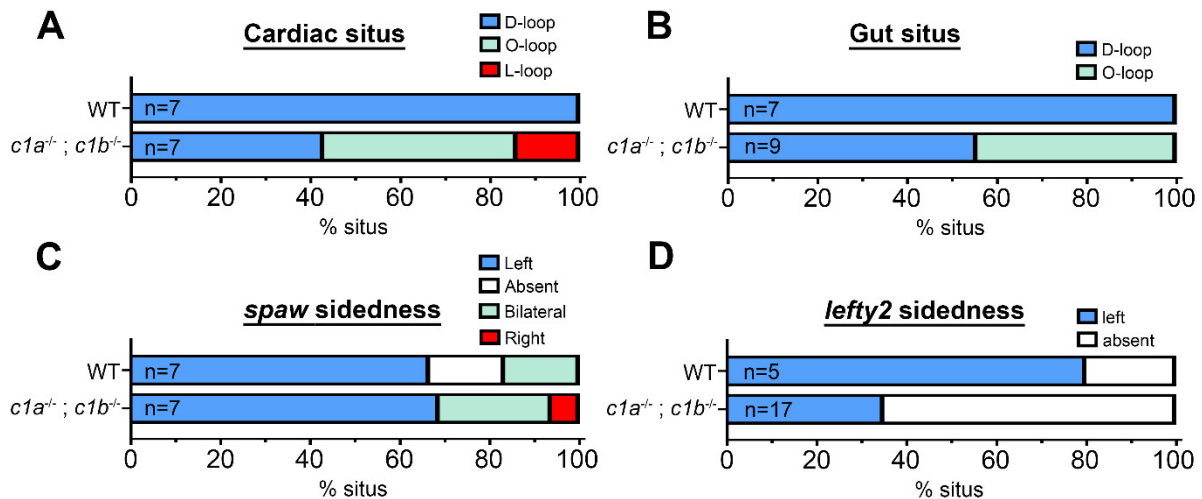 A
Cardiac situs
D-loop
O-loop
L-loop
WT
n=7
c1a-/- ; c1b-/-
n=7
0 20 40 60 80 100
% situs
B
Gut situs
D-loop
O-loop
WT
n=7
c1a-/- ; c1b-/-
n=9
0 20 40 60 80 100
% situs
C
spaw sidedness
Left
Absent
Bilateral
Right
WT
n=7
c1a-/- ; c1b-/-
n=7
0 20 40 60 80 100
% situs
D
lefty2 sidedness
left
absent
WT
n=5
c1a-/- ; c1b-/-
n=17
0 20 40 60 80 100
% situs